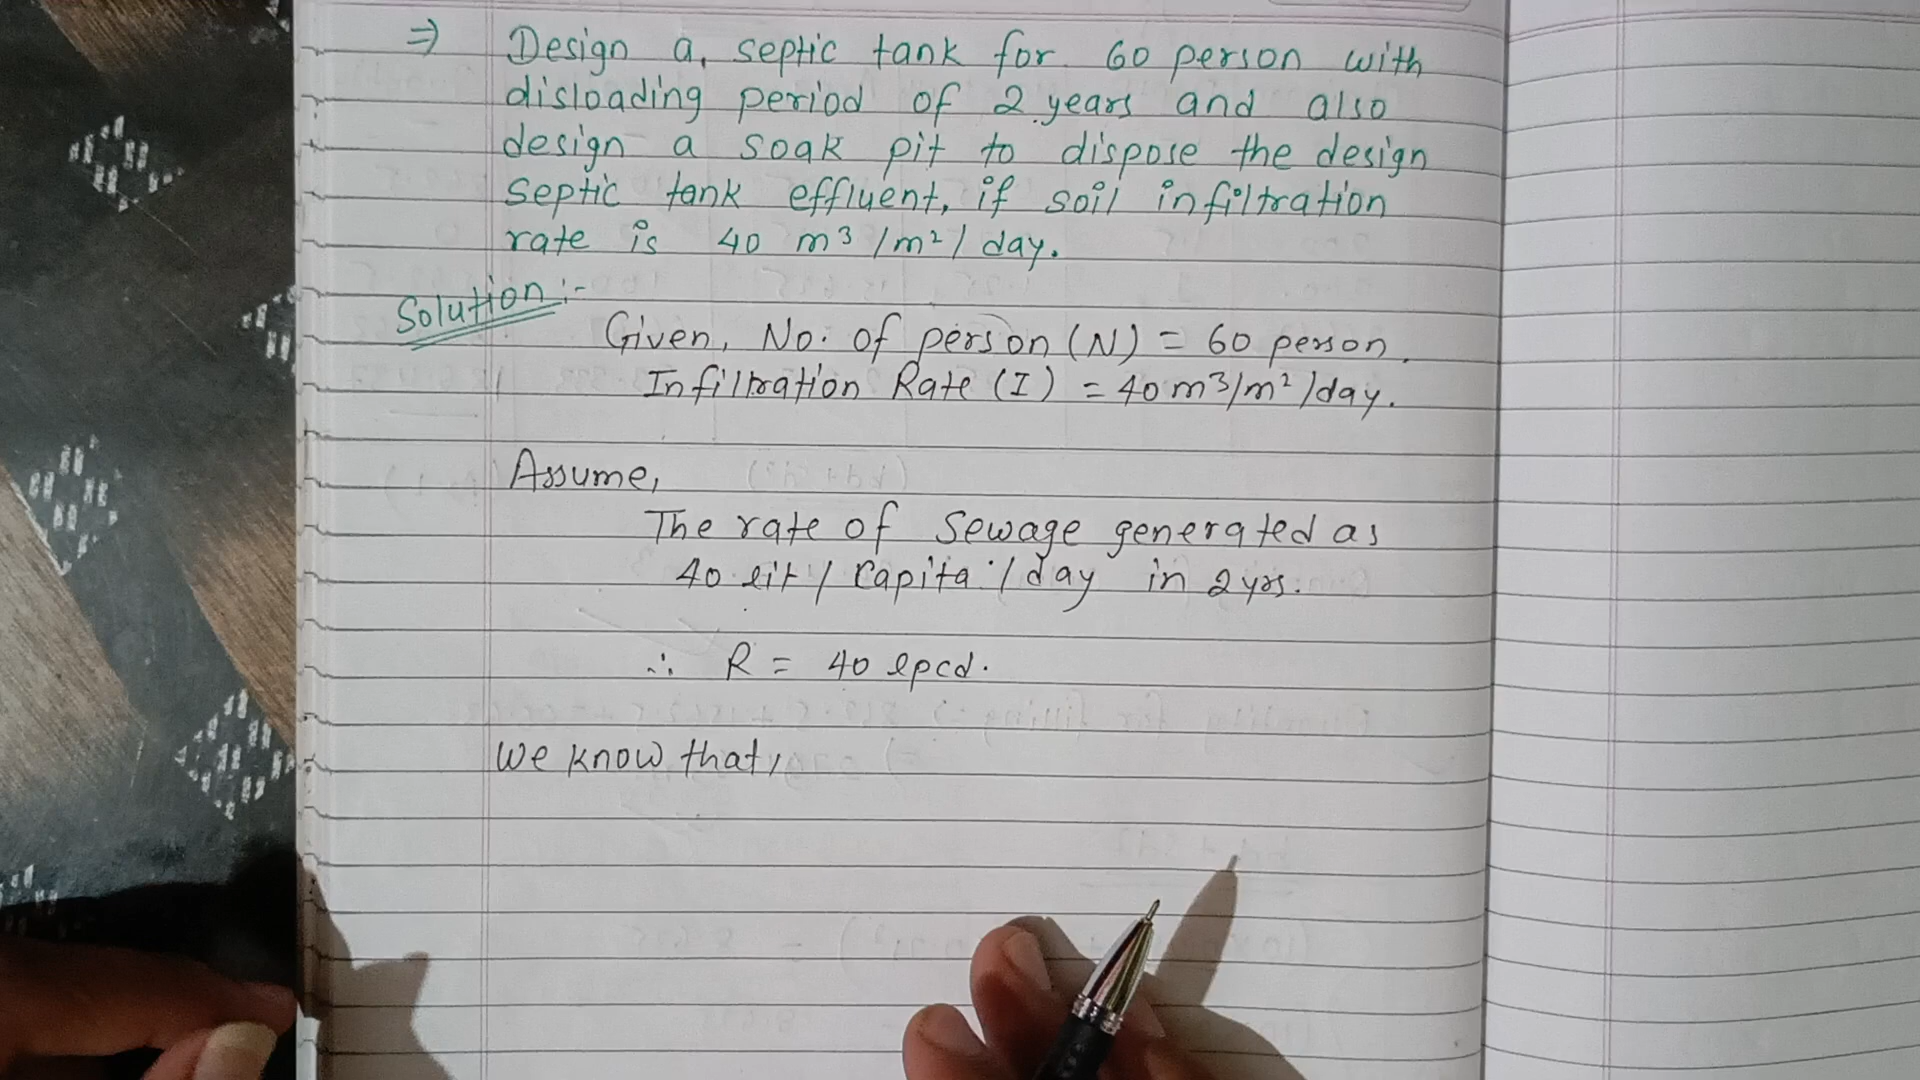 ⇒ Design a septic tank for 60 person with
disloading period of 2 years and also
design a soak pit to dispose the design
septic tank effluent, if soil infiltration
rate is 40 m³/m²/day.
Solution:-
Given, No. of person (N) = 60 person.
Infiltration Rate (I) = 40 m³/m²/day.
Assume,
The rate of sewage generated as
40 lit / capita / day in 2 yrs.
∴ R = 40 lpcd.
We know that,